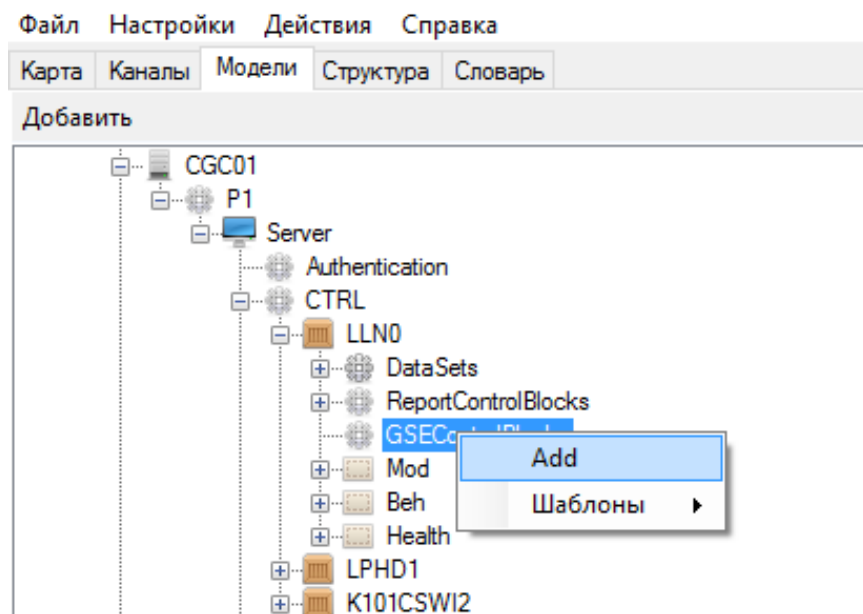 Файл Настройки Действия Справка
Карта Каналы Модели Структура Словарь
Добавить
CGC01
P1
Server
Authentication
CTRL
LLN0
DataSets
ReportControlBlocks
Add
Mod
Beh
Шаблоны
Health
LPHD1
K101CSWI2